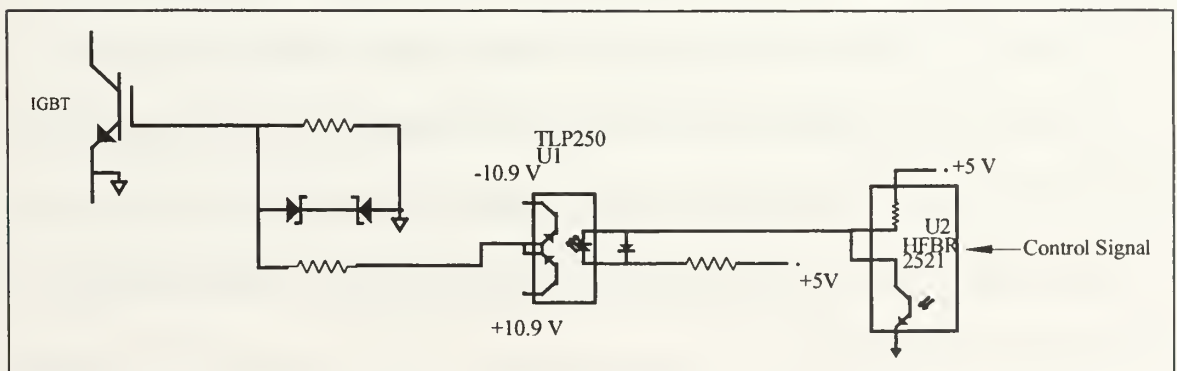 IGBT
TLP250
U1
-10.9 V
+10.9 V
+5V
+5 V
U2
HFBR
2521
Control Signal